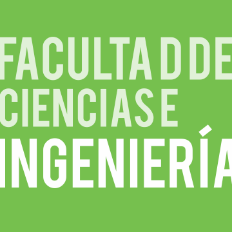 FACULTAD DE
CIENCIAS E
INGENIERÍA